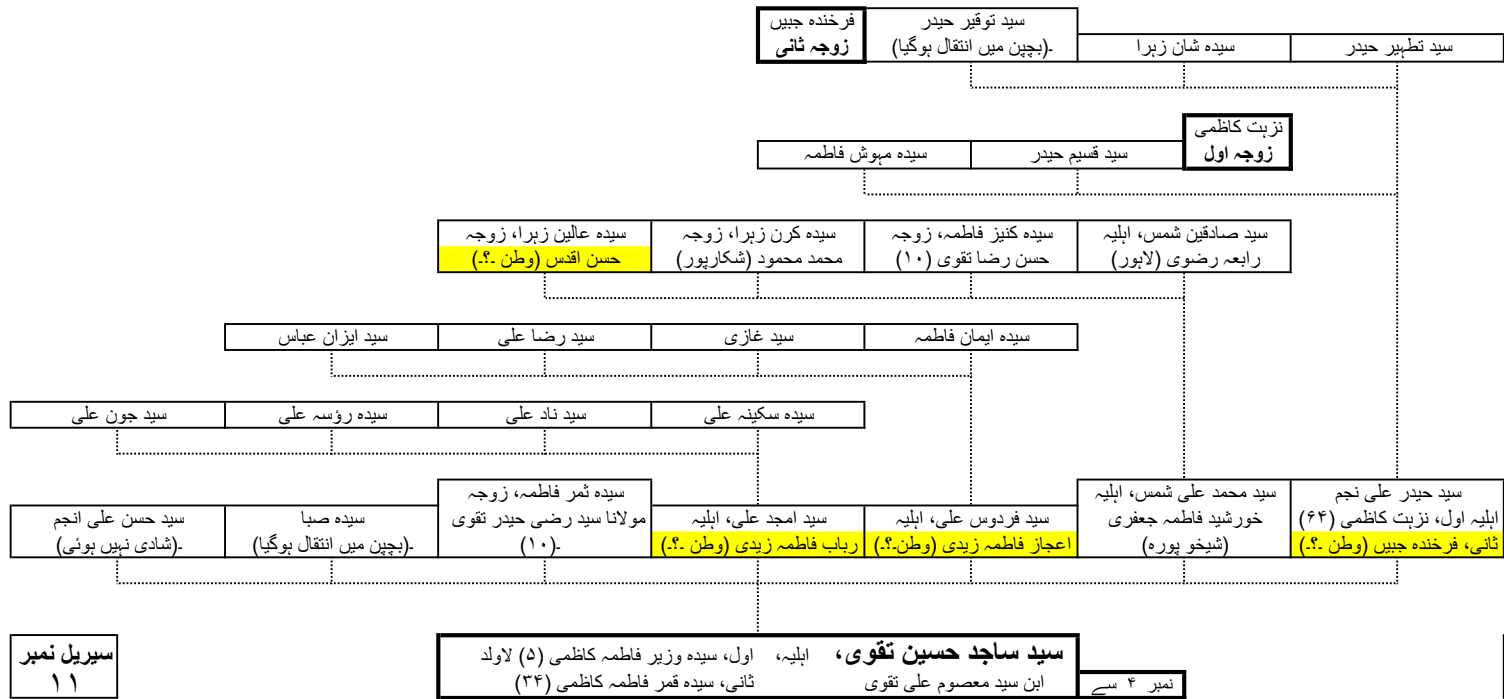 سید تطہیر حیدر
سیدہ شان زہرا
سید توقیر حیدر
۔(بچپن میں انتقال ہوگیا)
فرخندہ جبیں
زوجہ ثانی
نزہت کاظمی
زوجہ اول
سید قسیم حیدر
سیدہ مہوش فاطمہ
سید صادقین شمس، اہلیہ
رابعہ رضوی (لاہور)
سیدہ کنیز فاطمہ، زوجہ
حسن رضا تقوی (۱۰)
سیدہ کرن زہرا، زوجہ
محمد محمود (شکارپور)
سیدہ عالین زہرا، زوجہ
حسن اقدس (وطن ۔؟۔)
سیدہ ایمان فاطمہ
سید غازی
سید رضا علی
سید ایزان عباس
سیدہ سکینہ علی
سید ناد علی
سیدہ رؤسہ علی
سید جون علی
سید حیدر علی نجم
اہلیہ اول، نزہت کاظمی (۶۴)
ثانی، فرخندہ جبیں (وطن ۔؟۔)
سید محمد علی شمس، اہلیہ
خورشید فاطمہ جعفری
(شیخو پورہ)
سید فردوس علی، اہلیہ
اعجاز فاطمہ زیدی (وطن۔؟۔)
سید امجد علی، اہلیہ
رباب فاطمہ زیدی (وطن ۔؟۔)
سیدہ ثمر فاطمہ، زوجہ
مولانا سید رضی حیدر تقوی
۔(۱۰)
سیدہ صبا
۔(بچپن میں انتقال ہوگیا)
سید حسن علی انجم
۔(شادی نہیں ہوئی)
نمبر ۴ سے
سید ساجد حسین تقوی، اہلیہ، اول، سیدہ وزیر فاطمہ کاظمی (۵) لاولد
ابن سید معصوم علی تقوی ثانی، سیدہ قمر فاطمہ کاظمی (۳۴)
سیریل نمبر
۱۱